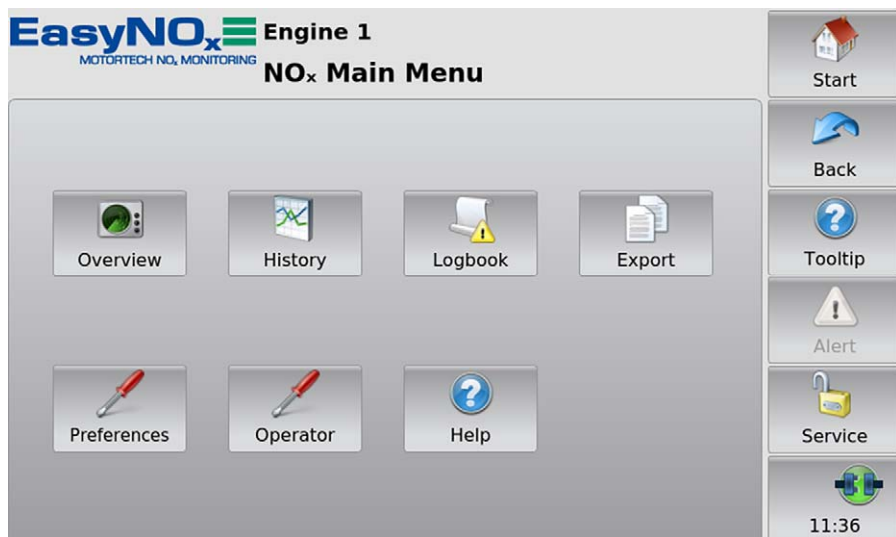 EasyNOx
MOTORTECH NOx MONITORING
Engine 1
NOx Main Menu
Start
Back
Tooltip
Alert
Service
11:36
Overview
History
Logbook
Export
Preferences
Operator
Help